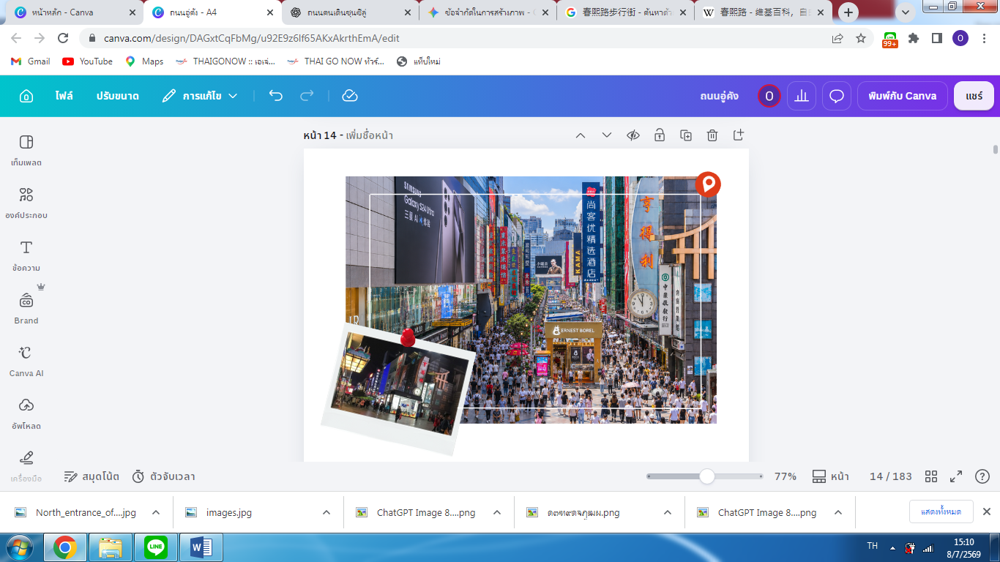 หน้าหลัก - Canva
ถนนอู่คัง - A4
ถนนคนเดินชุนซีลู่
ข้อจำกัดในการสร้างภาพ - G
春熙路步行街 - ค้นหาด้วย
春熙路 - 维基百科，自
canva.com/design/DAGxtCqFbMg/u92E9z6lf65AKxAkrthEmA/edit
99+
O
Gmail
YouTube
Maps
THAIGONOW :: เอเจ่...
THAI GO NOW ทัวร์...
แท็บใหม่
ไฟล์
ปรับขนาด
การแก้ไข
ถนนอู่คัง
O
พิมพ์กับ Canva
แชร์
หน้า 14 - เพิ่มชื่อหน้า
เท็มเพลต
องค์ประกอบ
ข้อความ
Brand
Canva AI
อัพโหลด
เครื่องมือ
SAMSUNG
Galaxy S24 Ultra
三星 AI
尚客优精选酒店
亨得利
KAMA
ERNEST BOREL
สมุดโน้ต
ตัวจับเวลา
77%
หน้า
14 / 183
North_entrance_of....jpg
images.jpg
ChatGPT Image 8....png
ChatGPT Image 8....png
แสดงทั้งหมด
TH
15:10
8/7/2569